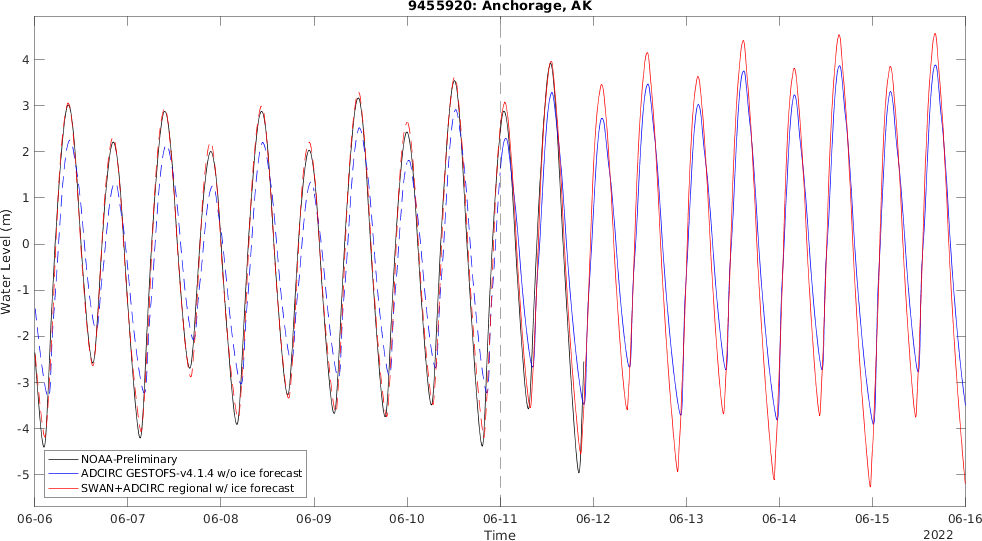 9455920: Anchorage, AK
Water Level (m)
4
3
2
1
0
-1
-2
-3
-4
-5
NOAA-Preliminary
ADCIRC GESTOFS-v4.1.4 w/o ice forecast
SWAN+ADCIRC regional w/ ice forecast
06-06 06-07 06-08 06-09 06-10 06-11 06-12 06-13 06-14 06-15 06-16
Time
2022